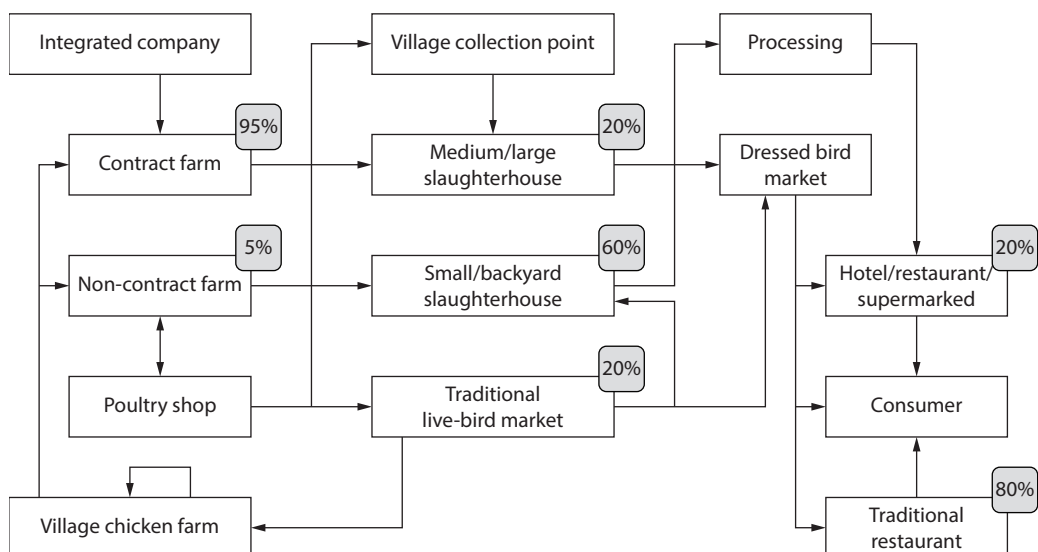 Integrated company
Village collection point
Processing
95%
Contract farm
20%
Medium/large
slaughterhouse
Dressed bird
market
5%
Non-contract farm
60%
Small/backyard
slaughterhouse
20%
Hotel/restaurant/
supermarked
Poultry shop
20%
Traditional
live-bird market
Consumer
Village chicken farm
80%
Traditional
restaurant